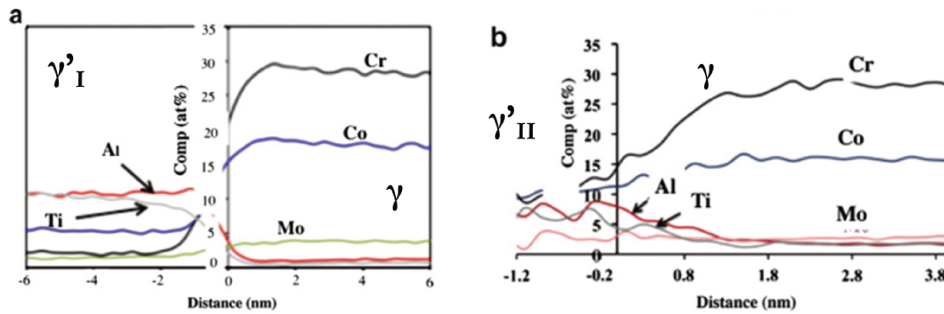 a
γ'I
Al
Ti
Comp (at%)
35
30
25
20
15
10
5
0
Cr
Co
Mo
γ
-6
-4
-2
0
2
4
6
Distance (nm)
b
γ'II
γ
Comp (at%)
35
30
25
20
15
10
5
0
Cr
Co
Al
Ti
Mo
-1.2
-0.2
0.8
1.8
2.8
3.8
Distance (nm)